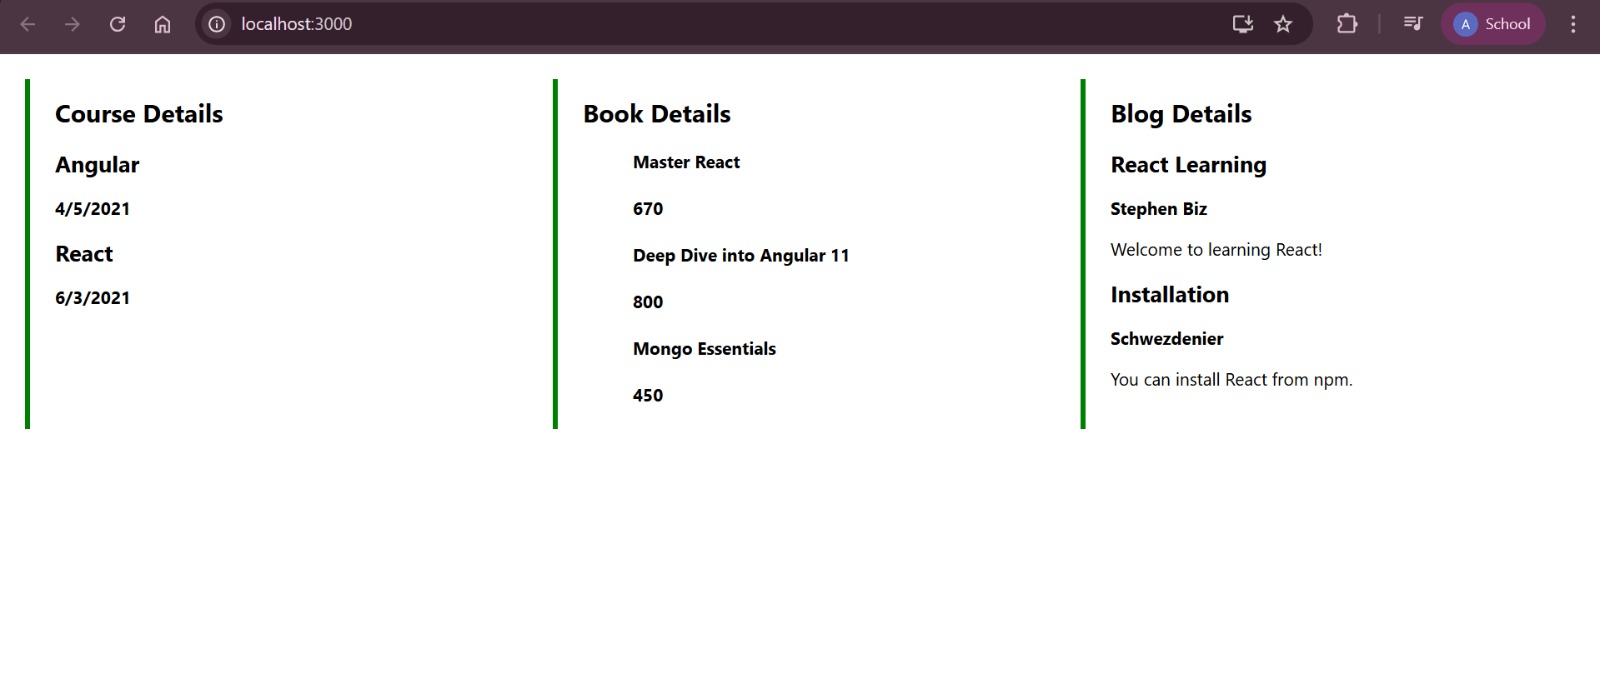 localhost:3000
A School
Course Details
Angular
4/5/2021
React
6/3/2021
Book Details
Master React
670
Deep Dive into Angular 11
800
Mongo Essentials
450
Blog Details
React Learning
Stephen Biz
Welcome to learning React!
Installation
Schwezdenier
You can install React from npm.